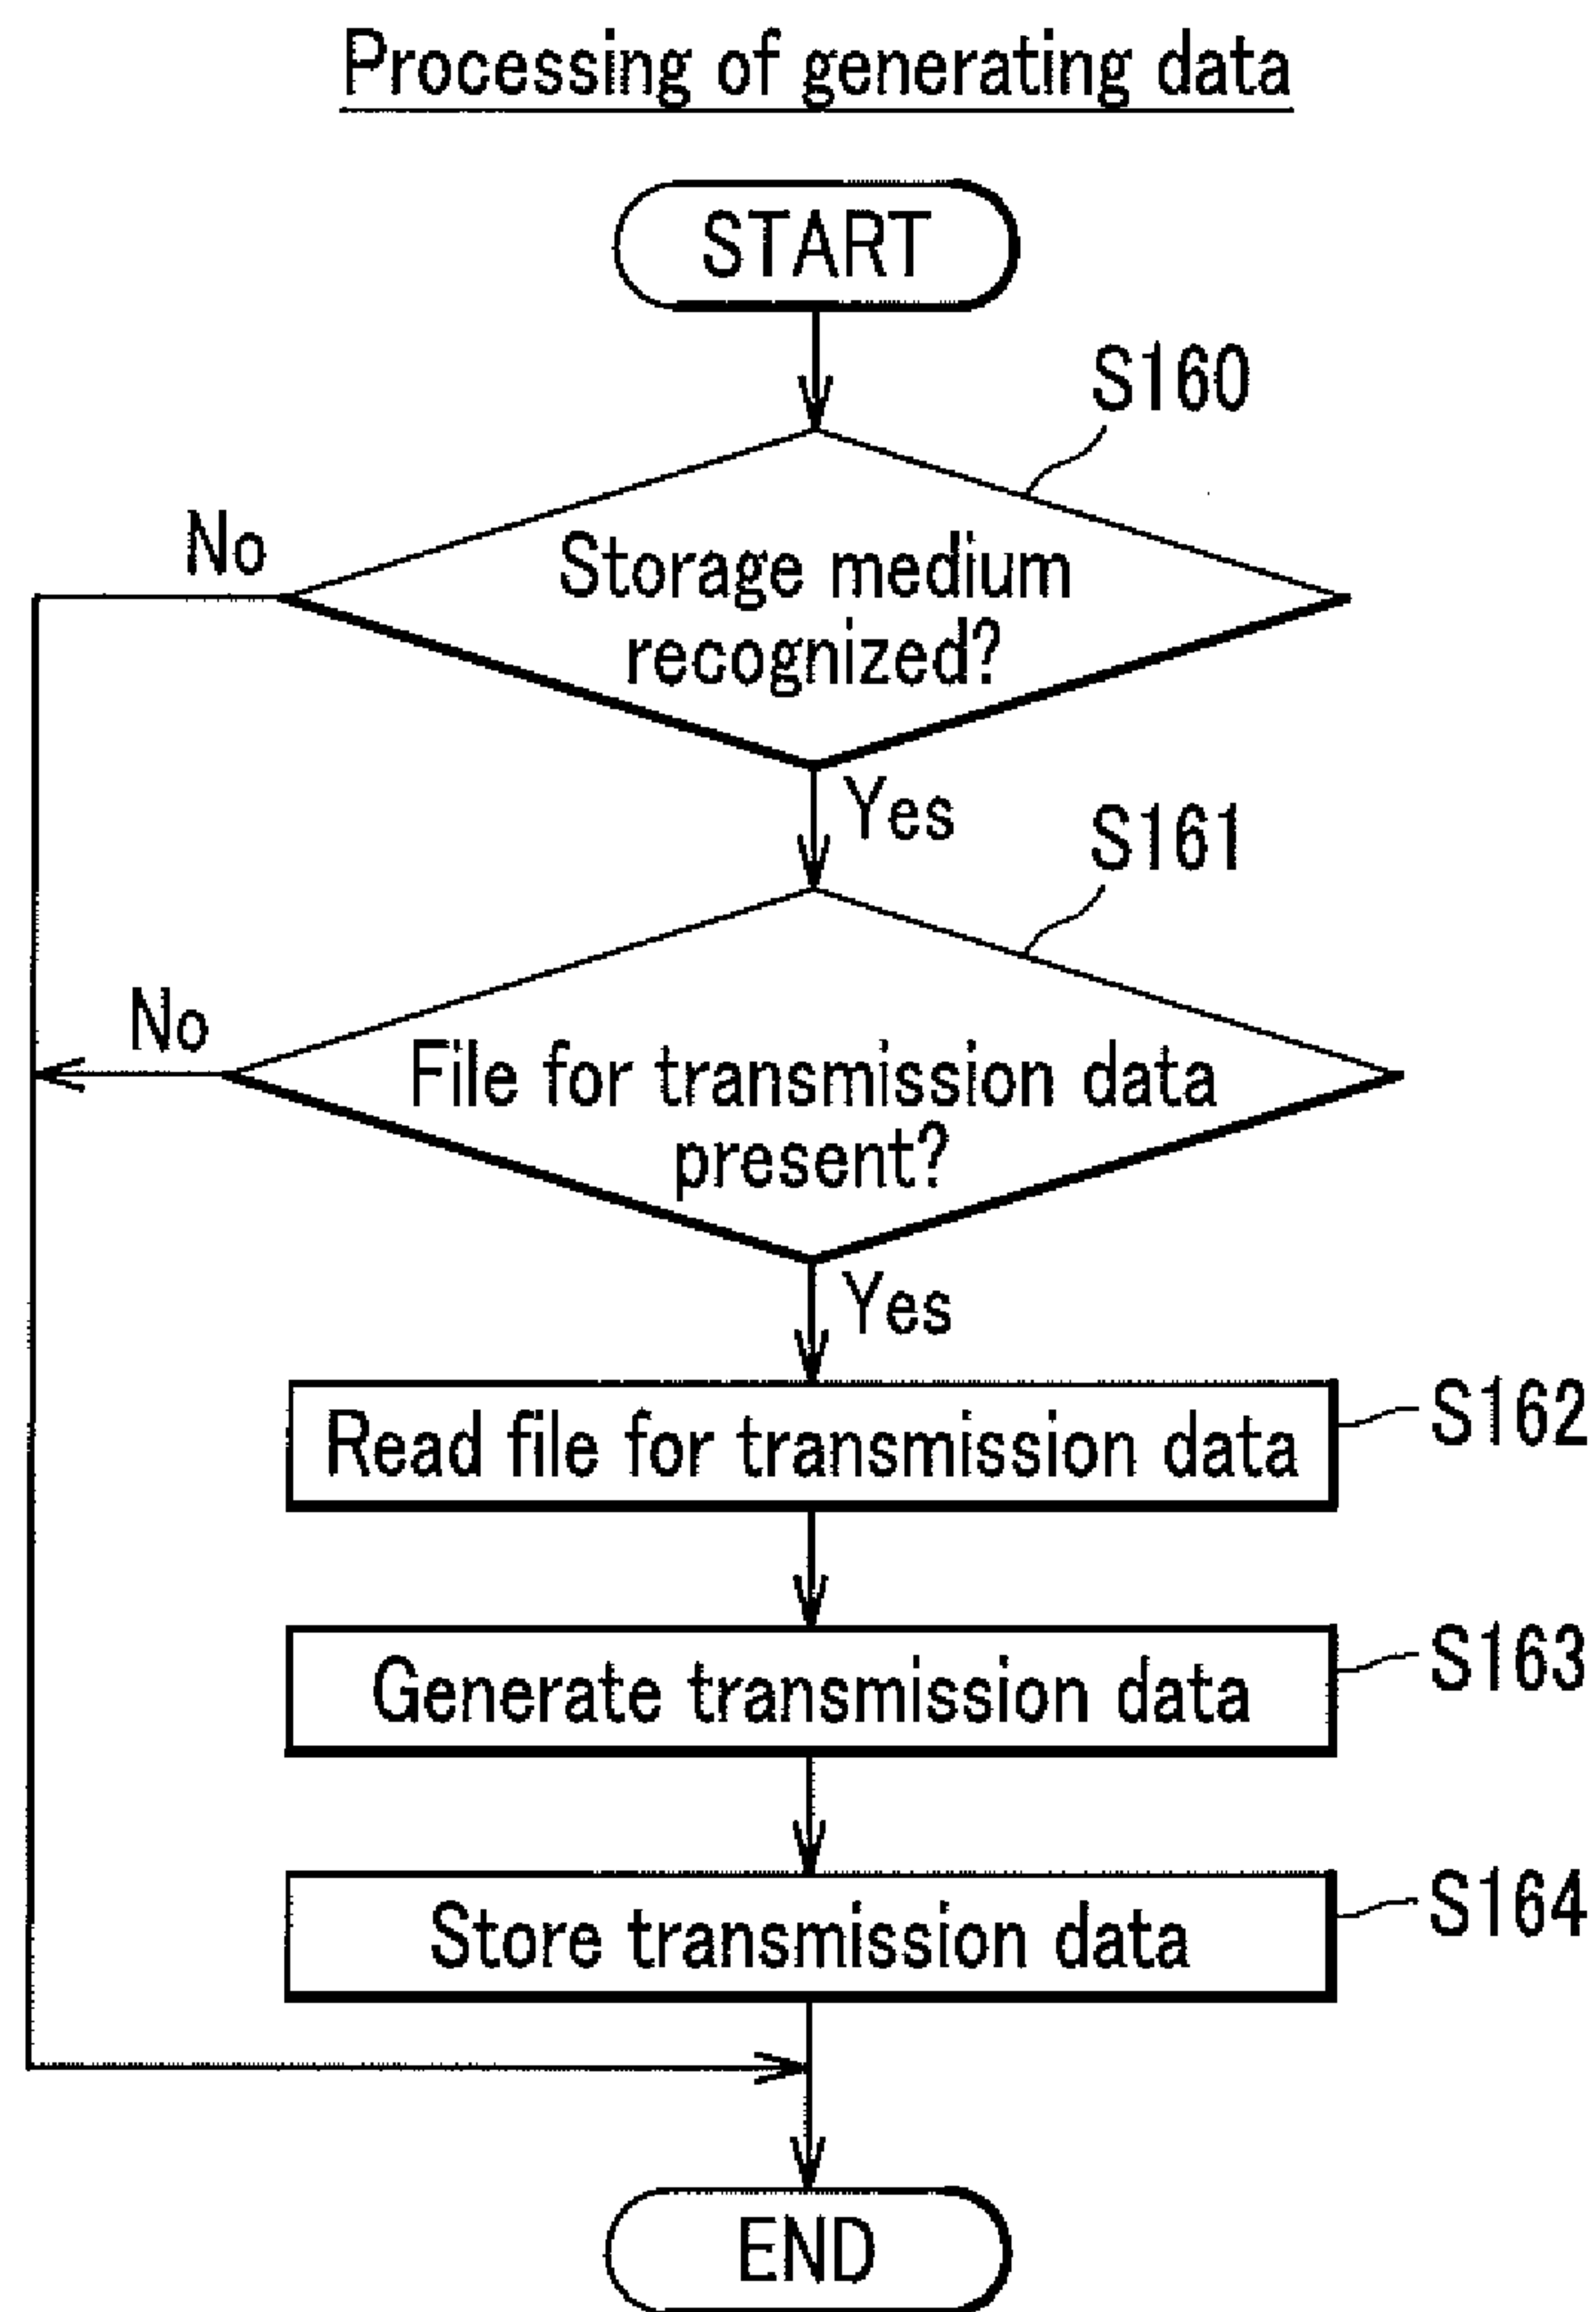 Processing of generating data
START
S160
No
Storage medium
recognized?
Yes
S161
No
File for transmission data
present?
Yes
Read file for transmission data
S162
Generate transmission data
S163
Store transmission data
S164
END